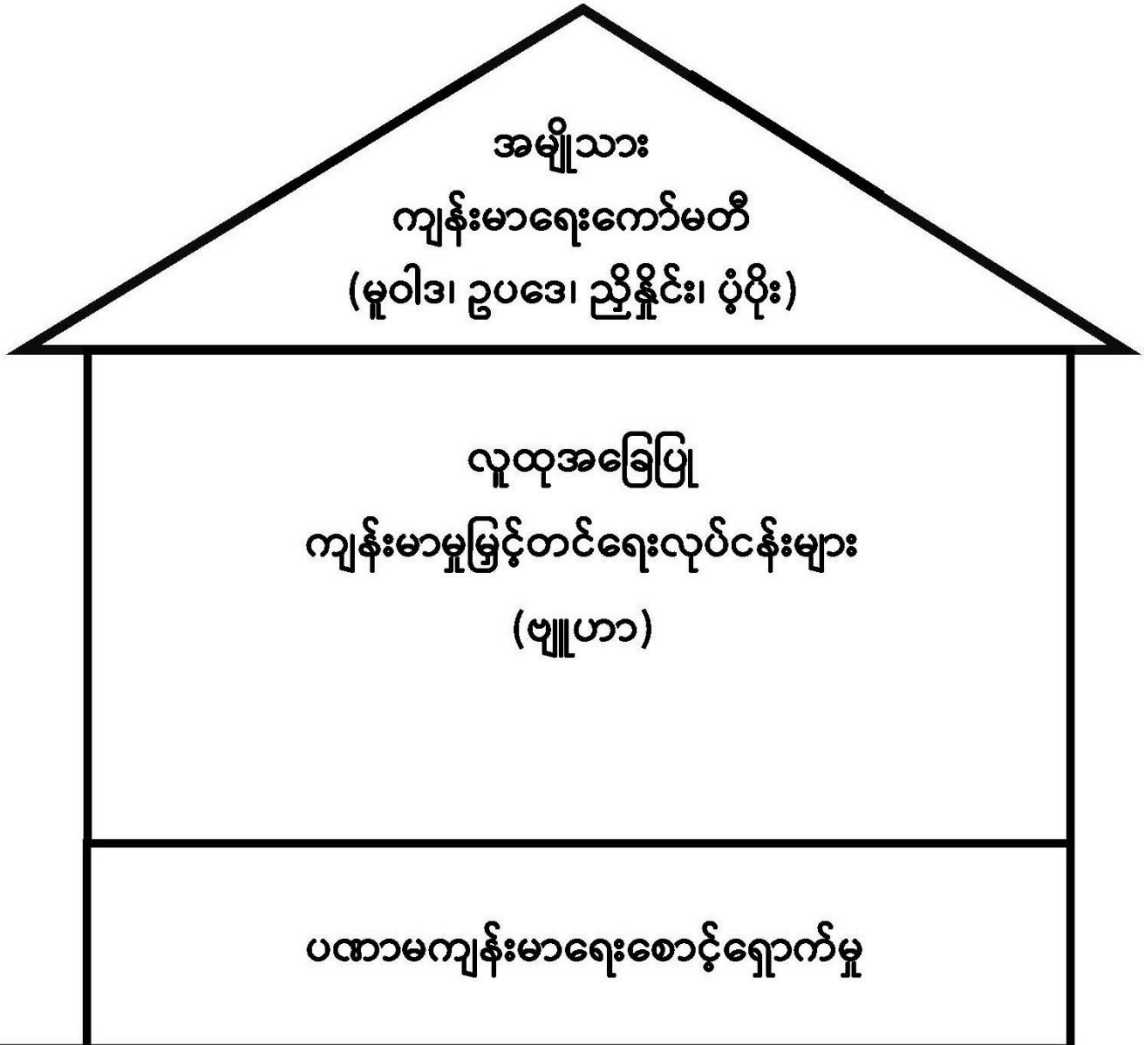 အမျိုသား
ကျန်းမာရေးကော်မတီ
(မူဝါဒ၊ ဥပဒေ၊ ညှိနှိုင်း၊ ပံ့ပိုး)
လူထုအခြေပြု
ကျန်းမာမှုမြှင့်တင်ရေးလုပ်ငန်းများ
(ဗျူဟာ)
ပဏာမကျန်းမာရေးစောင့်ရှောက်မှု